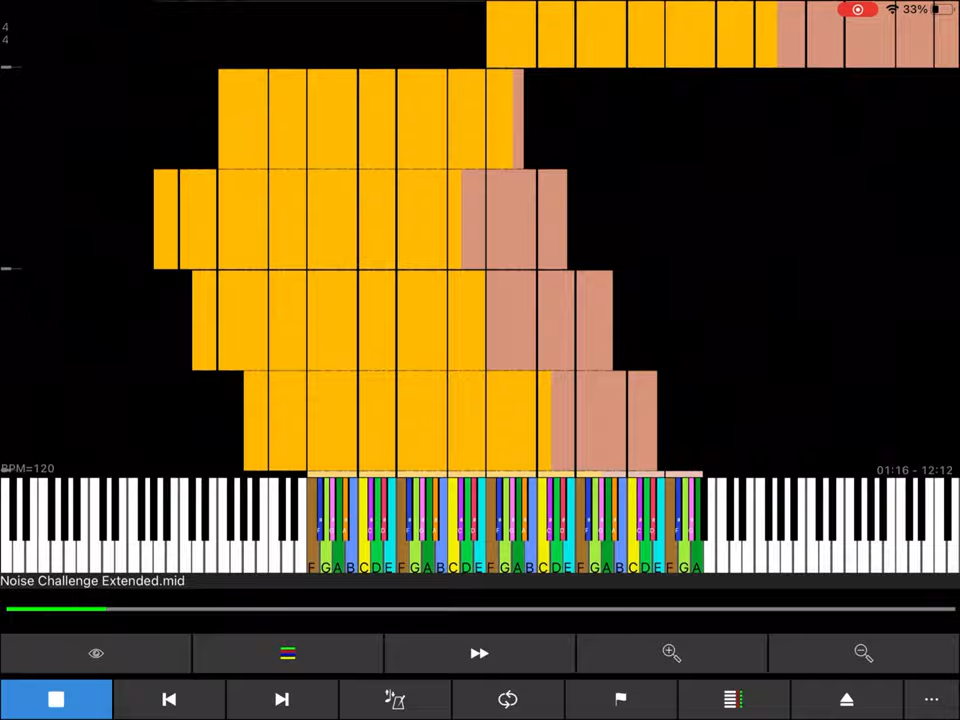 33%
4
4
BPM=120
01:16 - 12:12
F G A B C D E F G A B C D E F G A B C D E F G A B C D E F G A
Noise Challenge Extended.mid